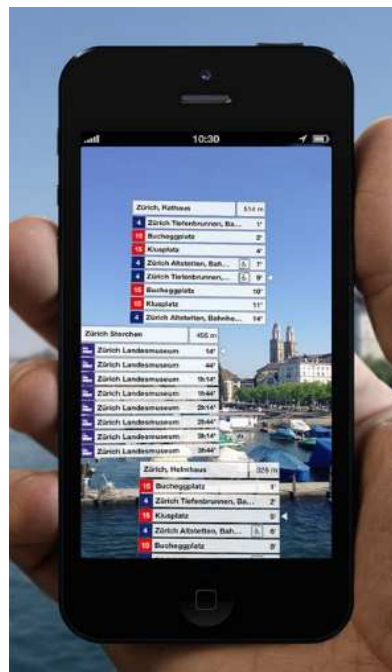 10:30
Zürich, Rathaus 514 m
4 Zürich Tiefenbrunnen, Ba... 1'
15 Bucheggplatz 2'
15 Klusplatz 4'
4 Zürich Altstetten, Bah... 7'
4 Zürich Tiefenbrunnen,... 9'
15 Bucheggplatz 10'
15 Klusplatz 11'
4 Zürich Altstetten, Bahnho... 14'
Zürich Storchen 455 m
Zürich Landesmuseum 14'
Zürich Landesmuseum 44'
Zürich Landesmuseum 1h14'
Zürich Landesmuseum 1h44'
Zürich Landesmuseum 2h14'
Zürich Landesmuseum 2h44'
Zürich Landesmuseum 3h14'
Zürich Landesmuseum 3h44'
Zürich, Helmhaus 328 m
15 Bucheggplatz 1'
4 Zürich Tiefenbrunnen, Ba... 2'
15 Klusplatz 5'
4 Zürich Altstetten, Bah... 6'
15 Bucheggplatz 8'